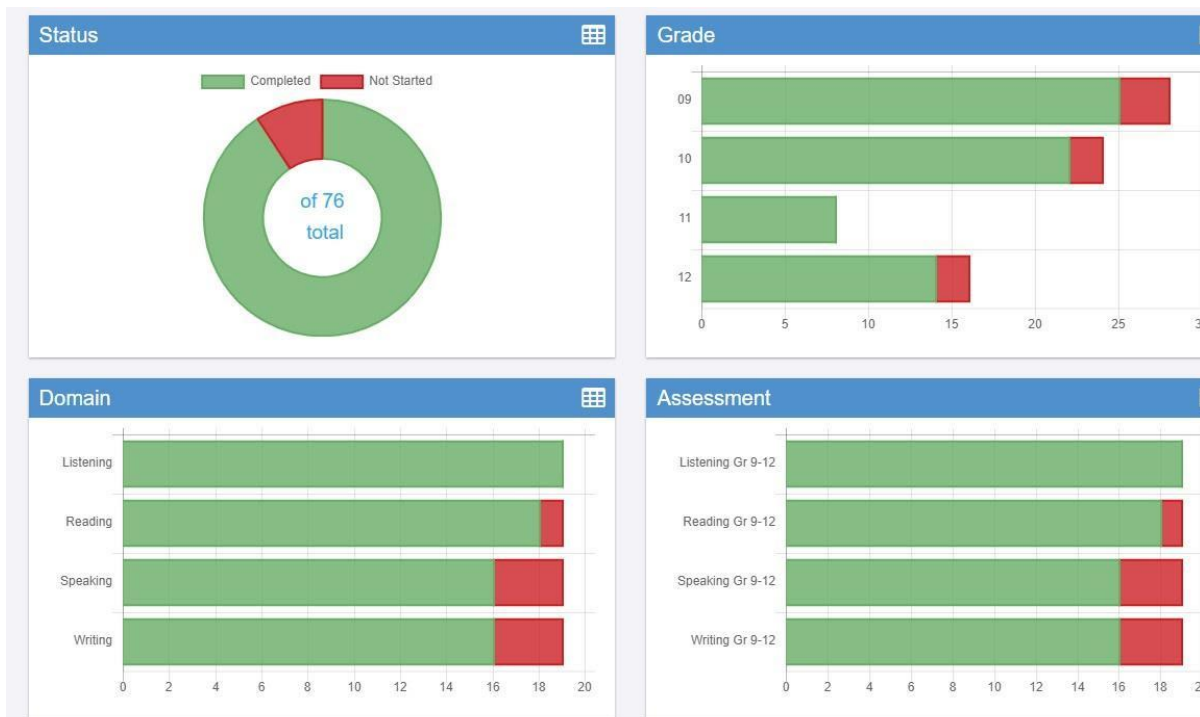 Status
Completed Not Started
of 76
total
Grade
09
10
11
12
0 5 10 15 20 25
Domain
Listening
Reading
Speaking
Writing
0 2 4 6 8 10 12 14 16 18 20
Assessment
Listening Gr 9-12
Reading Gr 9-12
Speaking Gr 9-12
Writing Gr 9-12
0 2 4 6 8 10 12 14 16 18